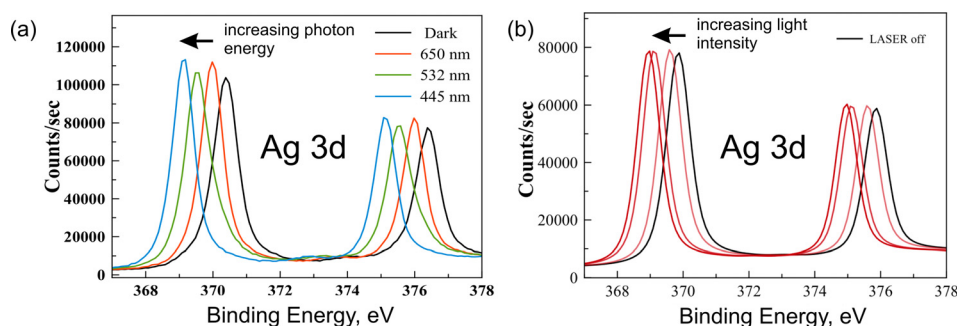 (a)
increasing photon
energy
Dark
650 nm
532 nm
445 nm
Ag 3d
Counts/sec
120000
100000
80000
60000
40000
20000
0
368
370
372
374
376
378
Binding Energy, eV
(b)
increasing light
intensity
LASER off
Ag 3d
Counts/sec
80000
60000
40000
20000
0
368
370
372
374
376
378
Binding Energy, eV